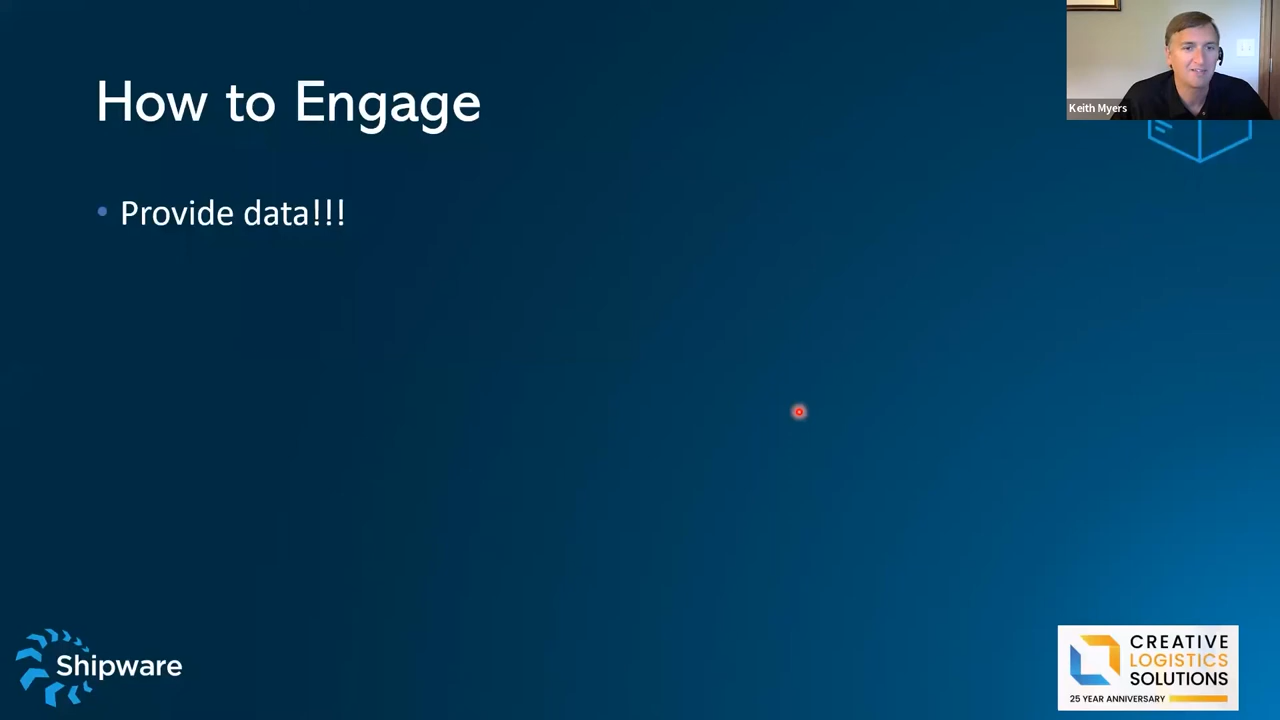 How to Engage
Keith Myers
• Provide data!!!
Shipware
CREATIVE
LOGISTICS
SOLUTIONS
25 YEAR ANNIVERSARY